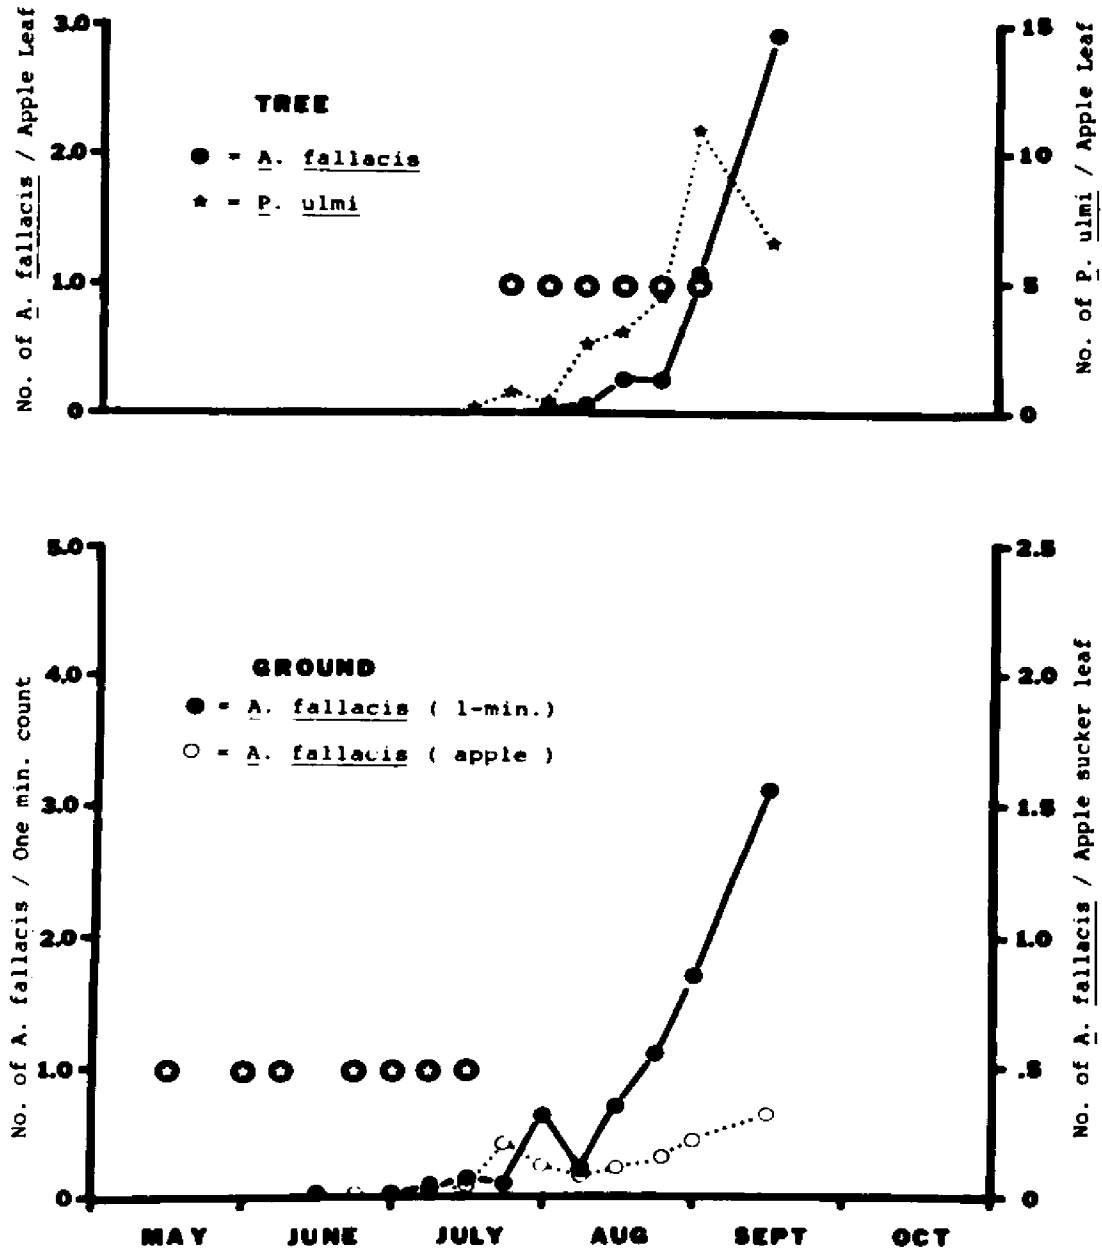 No. of A. fallacis / Apple Leaf
3.0
2.0
1.0
0
TREE
● = A. fallacis
★ = P. ulmi
15
10
5
0
No. of P. ulmi / Apple Leaf
No. of A. fallacis / One min. count
5.0
4.0
3.0
2.0
1.0
0
GROUND
● = A. fallacis ( 1-min.)
○ = A. fallacis ( apple )
2.5
2.0
1.5
1.0
.5
0
No. of A. fallacis / Apple sucker leaf
MAY JUNE JULY AUG SEPT OCT